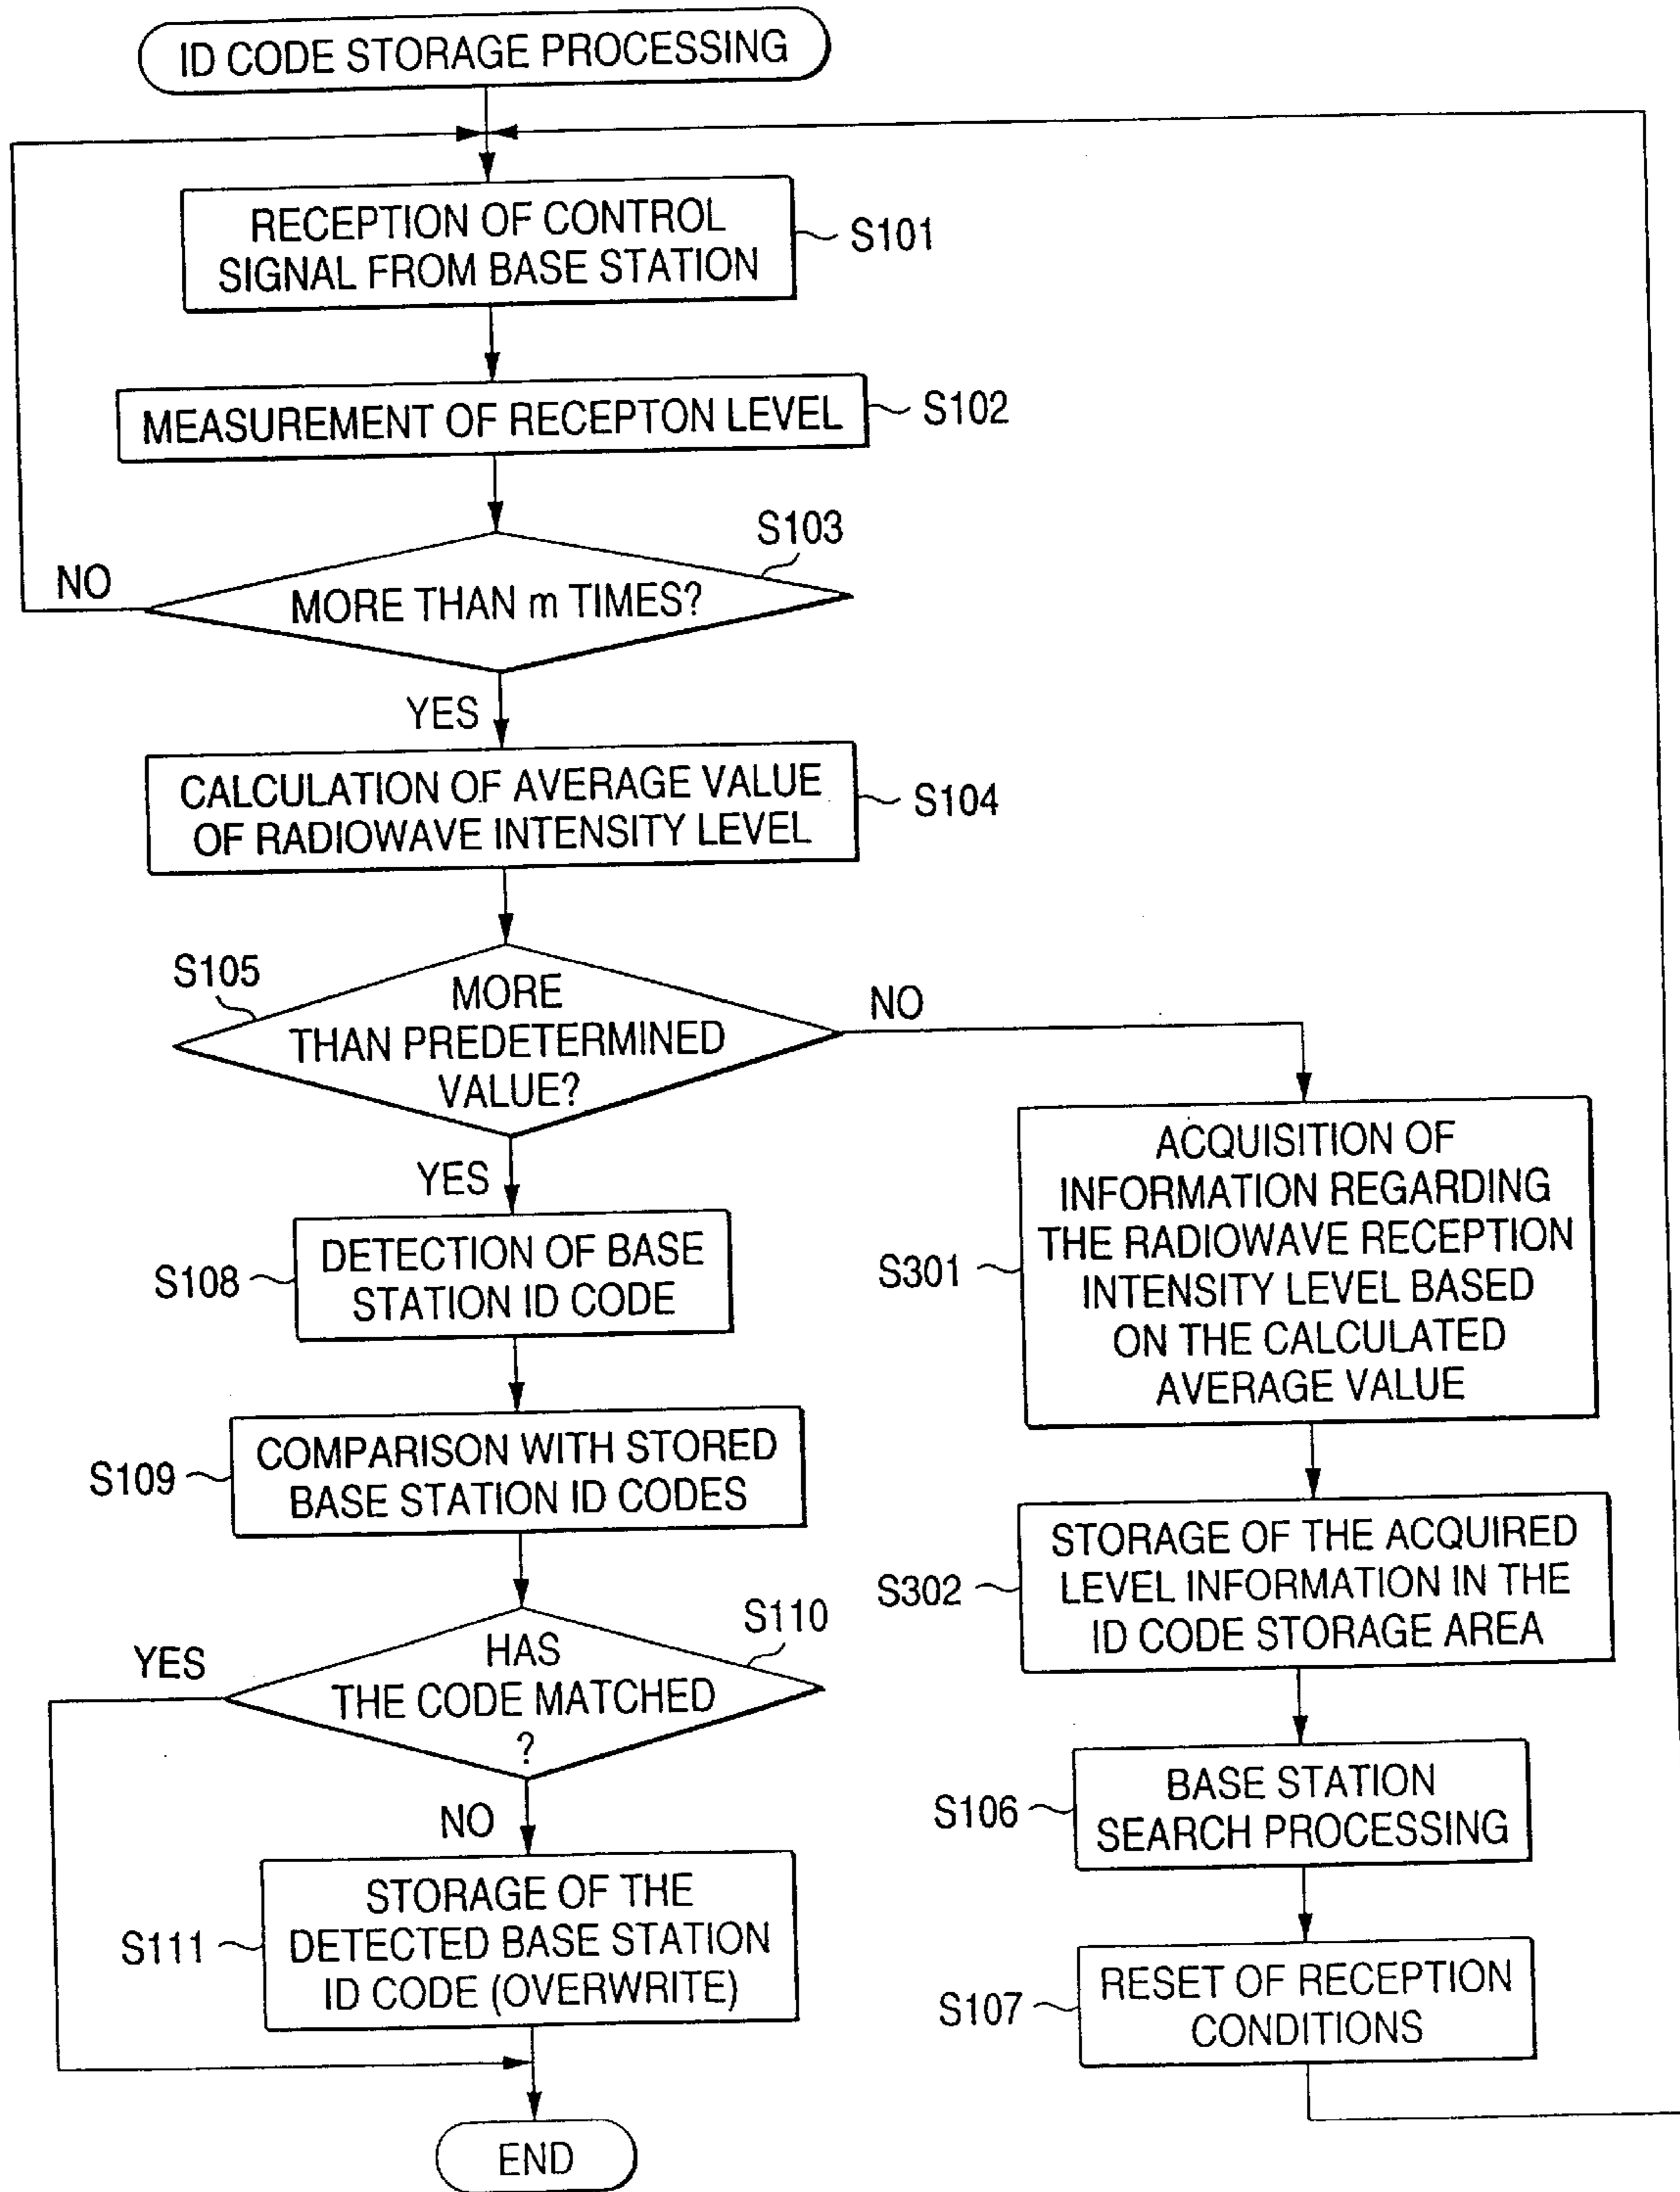 ID CODE STORAGE PROCESSING
RECEPTION OF CONTROL
SIGNAL FROM BASE STATION
S101
MEASUREMENT OF RECEPTON LEVEL
S102
S103
NO
MORE THAN m TIMES?
YES
CALCULATION OF AVERAGE VALUE
OF RADIOWAVE INTENSITY LEVEL
S104
S105
MORE
THAN PREDETERMINED
VALUE?
NO
YES
S108
DETECTION OF BASE
STATION ID CODE
S109
COMPARISON WITH STORED
BASE STATION ID CODES
S110
YES
HAS
THE CODE MATCHED
?
NO
S111
STORAGE OF THE
DETECTED BASE STATION
ID CODE (OVERWRITE)
END
S301
ACQUISITION OF
INFORMATION REGARDING
THE RADIOWAVE RECEPTION
INTENSITY LEVEL BASED
ON THE CALCULATED
AVERAGE VALUE
S302
STORAGE OF THE ACQUIRED
LEVEL INFORMATION IN THE
ID CODE STORAGE AREA
S106
BASE STATION
SEARCH PROCESSING
S107
RESET OF RECEPTION
CONDITIONS